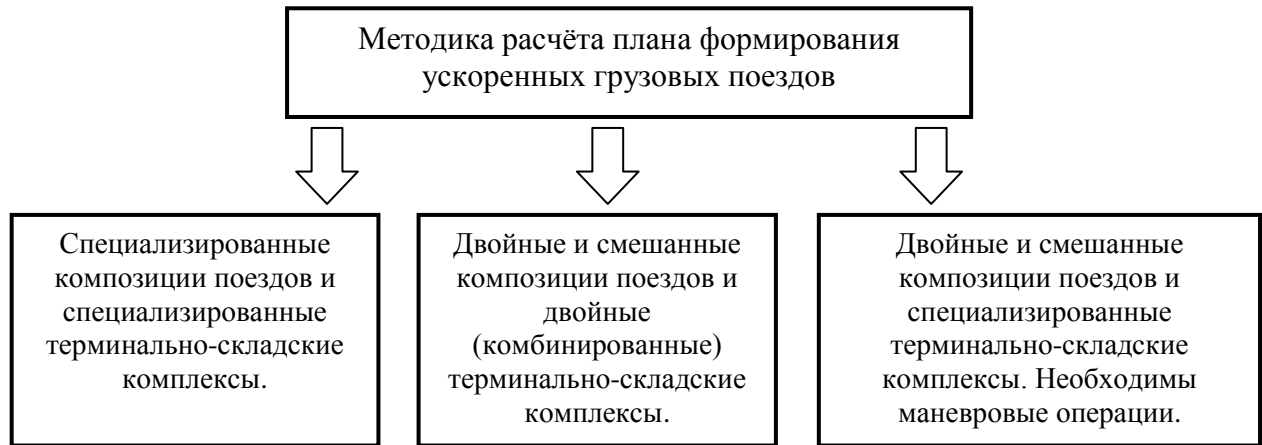 Методика расчёта плана формирования
ускоренных грузовых поездов
Специализированные
композиции поездов и
специализированные
терминально-складские
комплексы.
Двойные и смешанные
композиции поездов и
двойные
(комбинированные)
терминально-складские
комплексы.
Двойные и смешанные
композиции поездов и
специализированные
терминально-складские
комплексы. Необходимы
маневровые операции.